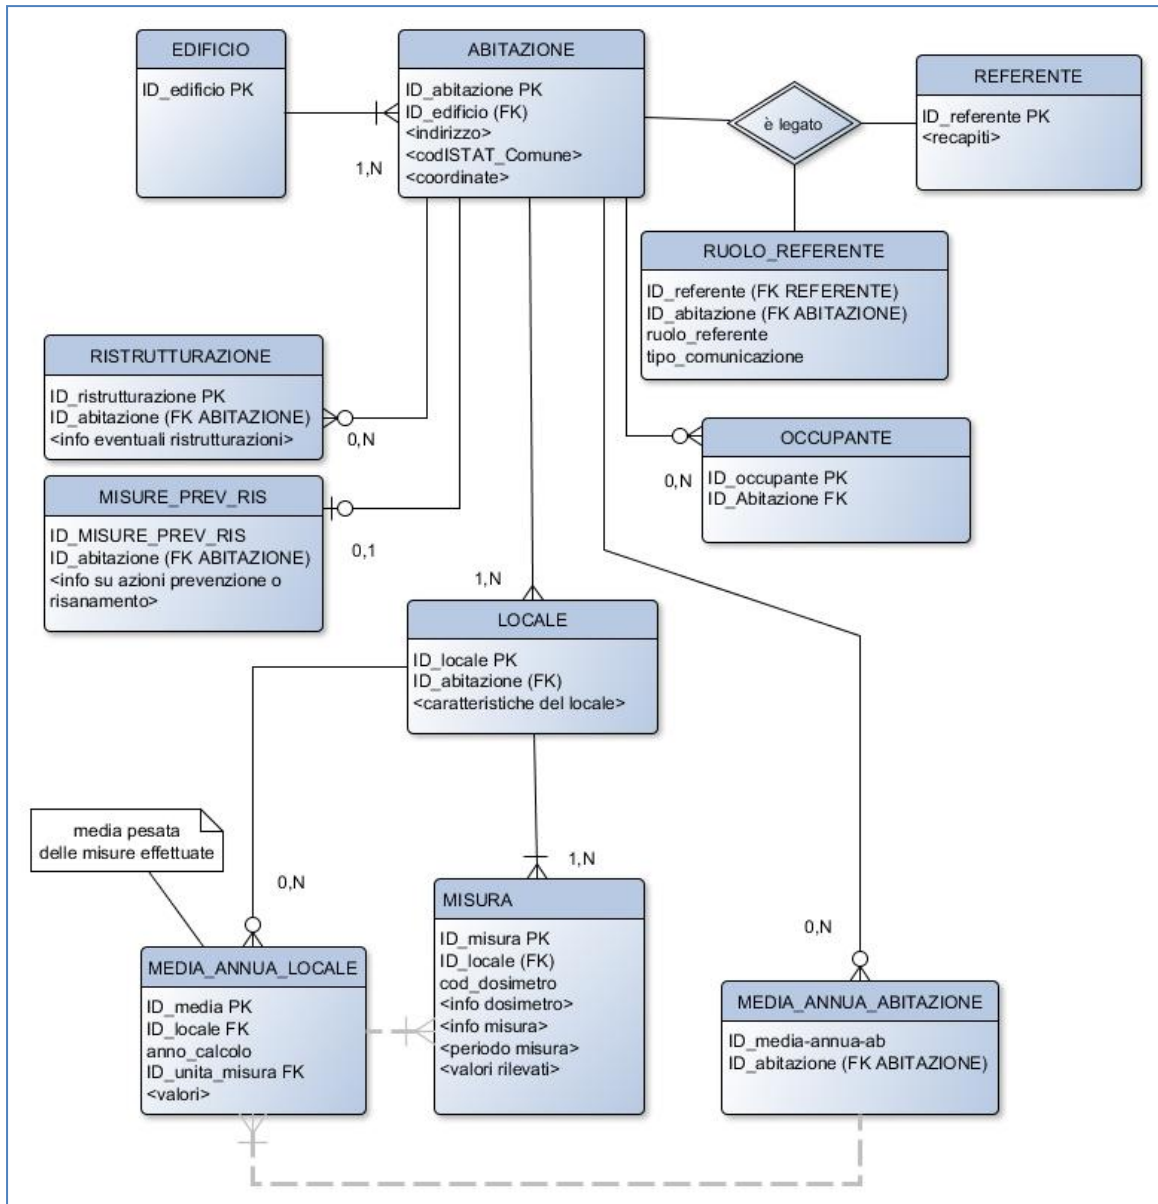 EDIFICIO
ID_edificio PK
ABITAZIONE
ID_abitazione PK
ID_edificio (FK)
<indirizzo>
<codISTAT_Comune>
<coordinate>
1,N
è legato
REFERENTE
ID_referente PK
<recapiti>
RUOLO_REFERENTE
ID_referente (FK REFERENTE)
ID_abitazione (FK ABITAZIONE)
ruolo_referente
tipo_comunicazione
RISTRUTTURAZIONE
ID_ristrutturazione PK
ID_abitazione (FK ABITAZIONE)
<info eventuali ristrutturazioni>
0,N
OCCUPANTE
ID_occupante PK
ID_Abitazione FK
0,N
MISURE_PREV_RIS
ID_MISURE_PREV_RIS
ID_abitazione (FK ABITAZIONE)
<info su azioni prevenzione o
risanamento>
0,1
1,N
LOCALE
ID_locale PK
ID_abitazione (FK)
<caratteristiche del locale>
media pesata
delle misure effettuate
0,N
1,N
MISURA
ID_misura PK
ID_locale (FK)
cod_dosimetro
<info dosimetro>
<info misura>
<periodo misura>
<valori rilevati>
0,N
MEDIA_ANNUA_LOCALE
ID_media PK
ID_locale FK
anno_calcolo
ID_unita_misura FK
<valori>
MEDIA_ANNUA_ABITAZIONE
ID_media-annua-ab
ID_abitazione (FK ABITAZIONE)